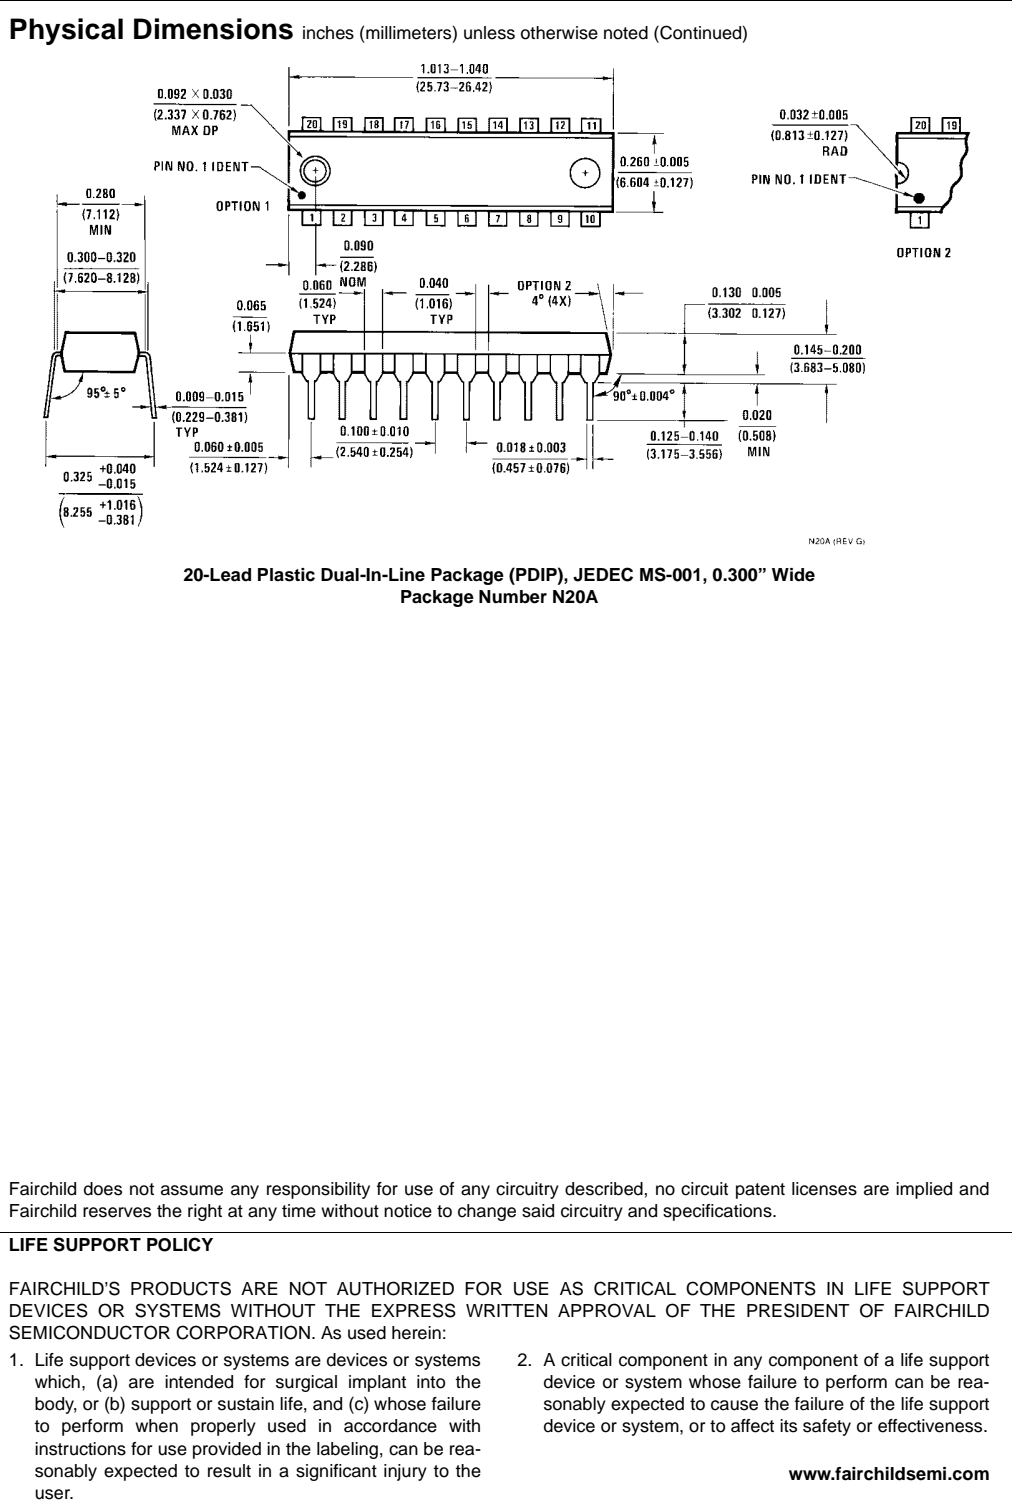 Physical Dimensions inches (millimeters) unless otherwise noted (Continued)
1.013–1.040
(25.73–26.42)
0.092 × 0.030
(2.337 × 0.762)
MAX DP
20 19 18 17 16 15 14 13 12 11
0.032 ±0.005
(0.813 ±0.127)
RAD
20 19
PIN NO. 1 IDENT
0.260 ±0.005
(6.604 ±0.127)
PIN NO. 1 IDENT
OPTION 1
1 2 3 4 5 6 7 8 9 10
1
OPTION 2
0.280
(7.112)
MIN
0.300–0.320
(7.620–8.128)
0.090
(2.286)
NOM
0.060
(1.524)
TYP
0.040
(1.016)
TYP
OPTION 2
4° (4X)
0.130 0.005
(3.302 0.127)
0.065
(1.651)
0.145–0.200
(3.683–5.080)
95°± 5°
0.009–0.015
(0.229–0.381)
TYP
90°±0.004°
0.020
(0.508)
MIN
0.100 ±0.010
(2.540 ±0.254)
0.125–0.140
(3.175–3.556)
0.060 ±0.005
(1.524 ±0.127)
0.018 ±0.003
(0.457 ±0.076)
0.325 +0.040
–0.015
(8.255 +1.016
–0.381)
N20A (REV G)
20-Lead Plastic Dual-In-Line Package (PDIP), JEDEC MS-001, 0.300” Wide
Package Number N20A
Fairchild does not assume any responsibility for use of any circuitry described, no circuit patent licenses are implied and
Fairchild reserves the right at any time without notice to change said circuitry and specifications.
LIFE SUPPORT POLICY
FAIRCHILD’S PRODUCTS ARE NOT AUTHORIZED FOR USE AS CRITICAL COMPONENTS IN LIFE SUPPORT
DEVICES OR SYSTEMS WITHOUT THE EXPRESS WRITTEN APPROVAL OF THE PRESIDENT OF FAIRCHILD
SEMICONDUCTOR CORPORATION. As used herein:
1. Life support devices or systems are devices or systems
which, (a) are intended for surgical implant into the
body, or (b) support or sustain life, and (c) whose failure
to perform when properly used in accordance with
instructions for use provided in the labeling, can be rea-
sonably expected to result in a significant injury to the
user.
2. A critical component in any component of a life support
device or system whose failure to perform can be rea-
sonably expected to cause the failure of the life support
device or system, or to affect its safety or effectiveness.
www.fairchildsemi.com